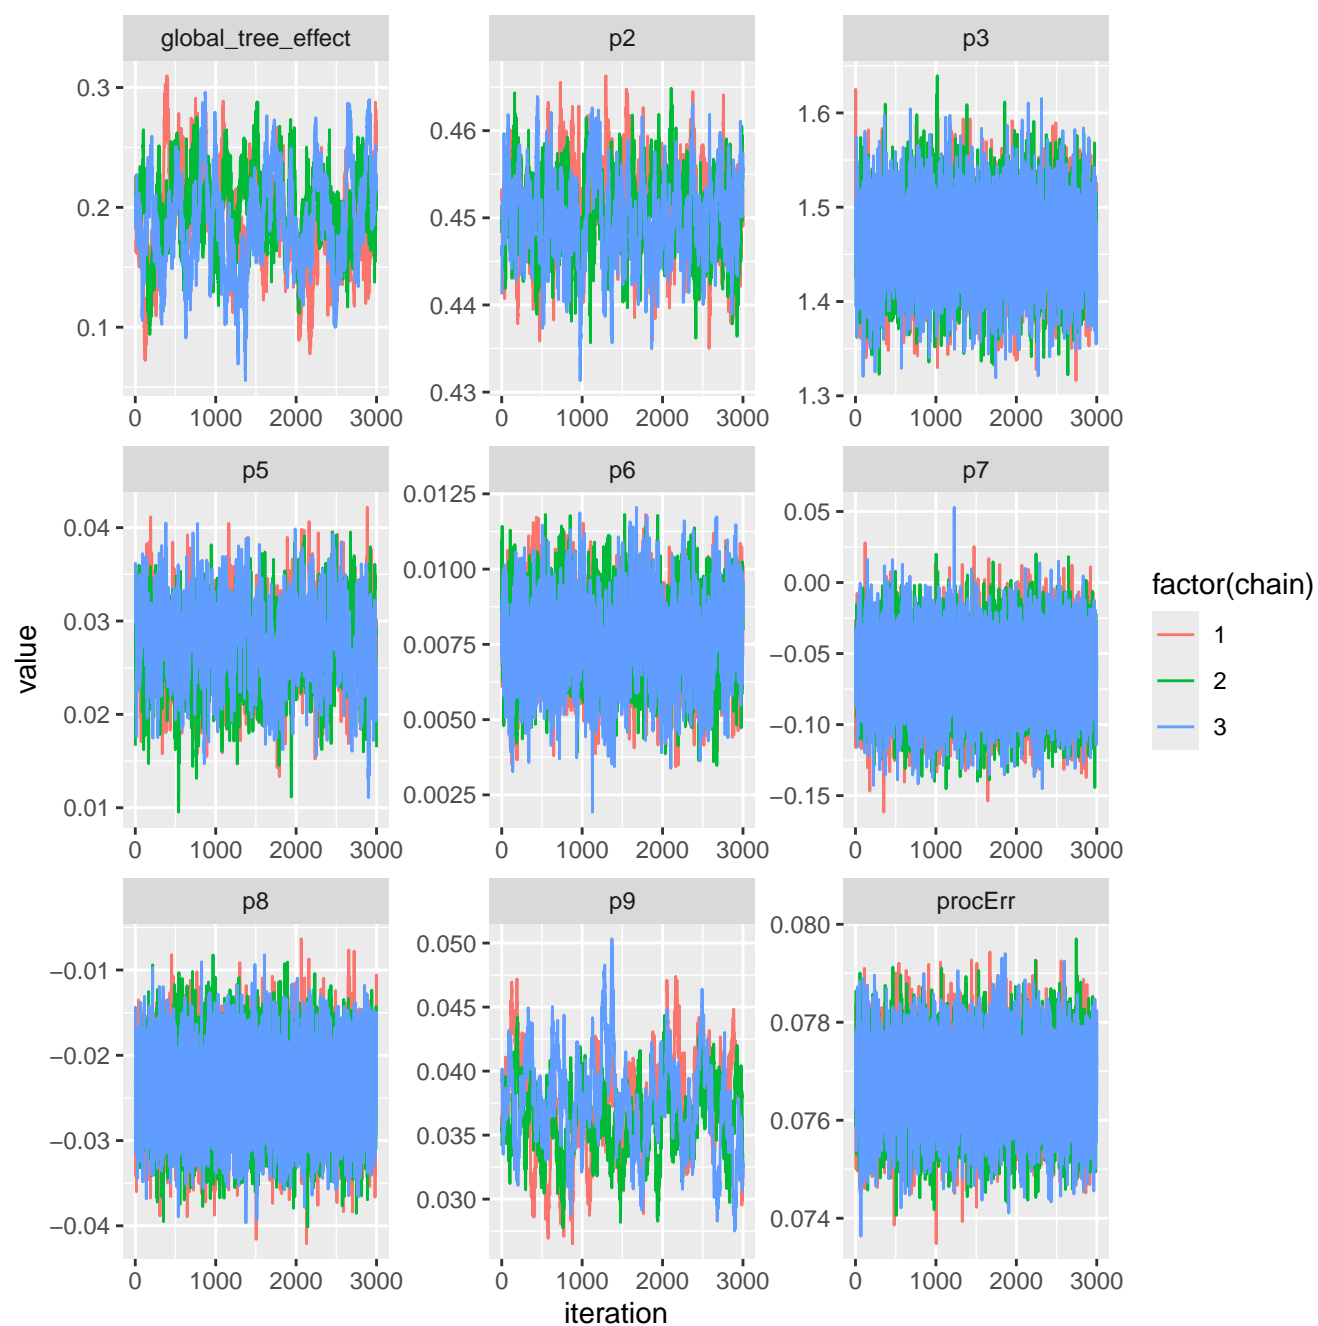 global_tree_effect
p2
p3
0.3
0.2
0.1
0.46
0.45
0.44
0.43
1.6
1.5
1.4
1.3
0 1000 2000 3000
0 1000 2000 3000
0 1000 2000 3000
p5
p6
p7
0.04
0.03
0.02
0.01
0.0125
0.0100
0.0075
0.0050
0.0025
0.05
0.00
−0.05
−0.10
−0.15
0 1000 2000 3000
0 1000 2000 3000
0 1000 2000 3000
p8
p9
procErr
−0.01
−0.02
−0.03
−0.04
0.050
0.045
0.040
0.035
0.030
0.080
0.078
0.076
0.074
0 1000 2000 3000
0 1000 2000 3000
0 1000 2000 3000
value
iteration
factor(chain)
1
2
3